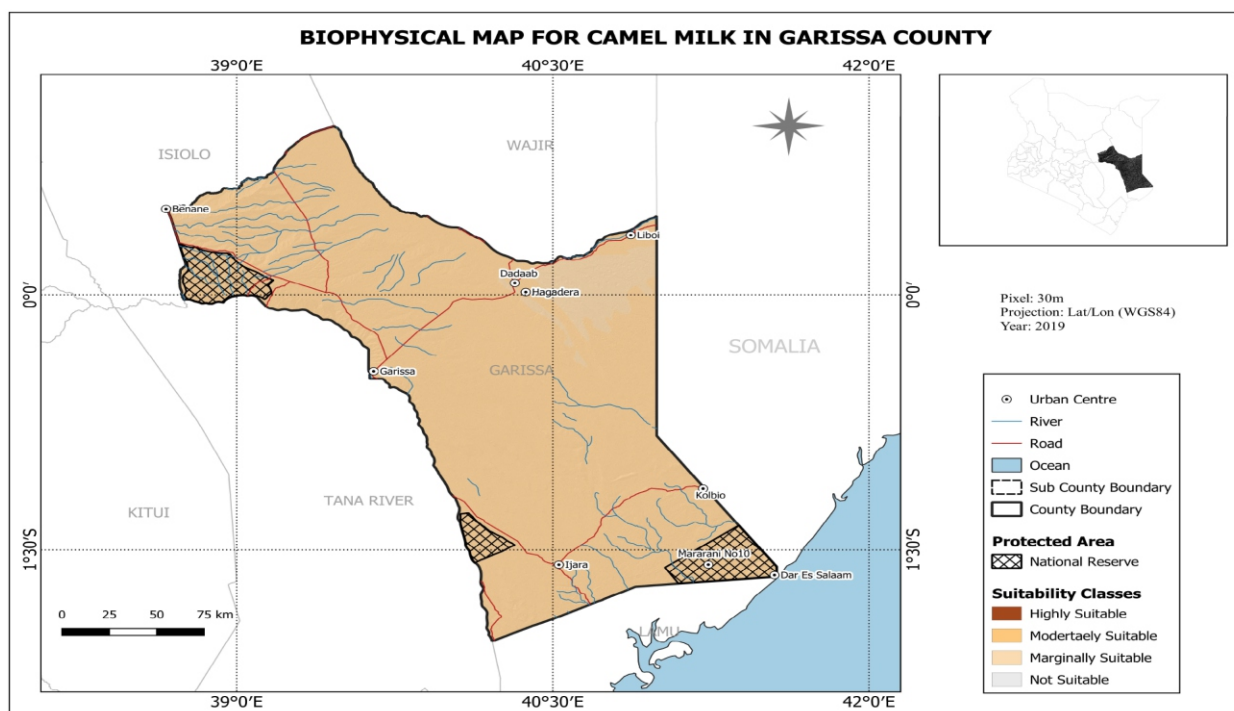 BIOPHYSICAL MAP FOR CAMEL MILK IN GARISSA COUNTY
39°0'E 40°30'E 42°0'E
ISIOLO
WAJIR
Benane
Liboi
Dadaab
Hagadera
0°0' 0°0'
SOMALIA
Garissa
GARISSA
TANA RIVER
KITUI
Kolbio
1°30'S 1°30'S
Mararani No10
Ijara
Dar Es Salaam
LAMU
0 25 50 75 km
39°0'E 40°30'E 42°0'E
Pixel: 30m
Projection: Lat/Lon (WGS84)
Year: 2019
Urban Centre
River
Road
Ocean
Sub County Boundary
County Boundary
Protected Area
National Reserve
Suitability Classes
Highly Suitable
Modertaely Suitable
Marginally Suitable
Not Suitable